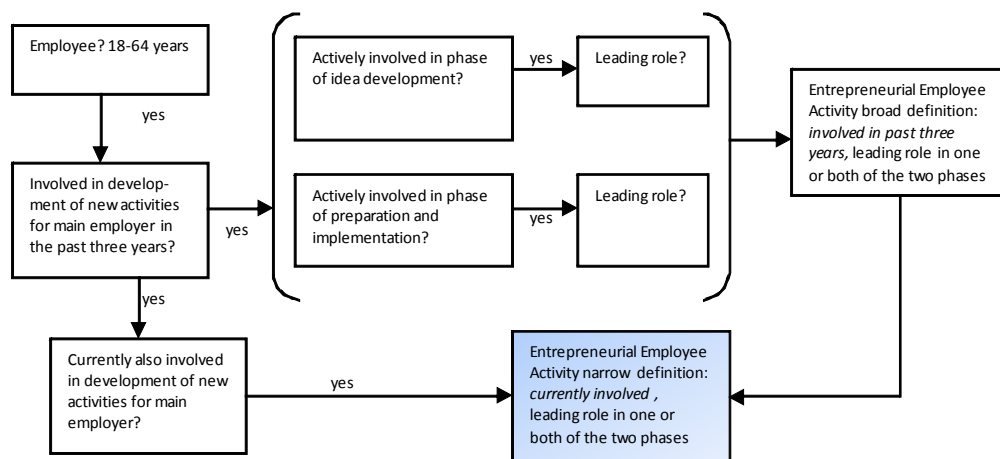 Employee? 18-64 years
yes
Involved in develop-
ment of new activities
for main employer in
the past three years?
yes
Actively involved in phase
of idea development?
yes
Leading role?
Actively involved in phase
of preparation and
implementation?
yes
Leading role?
Entrepreneurial Employee
Activity broad definition:
involved in past three
years, leading role in one
or both of the two phases
yes
Currently also involved
in development of new
activities for main
employer?
yes
Entrepreneurial Employee
Activity narrow definition:
currently involved ,
leading role in one or
both of the two phases